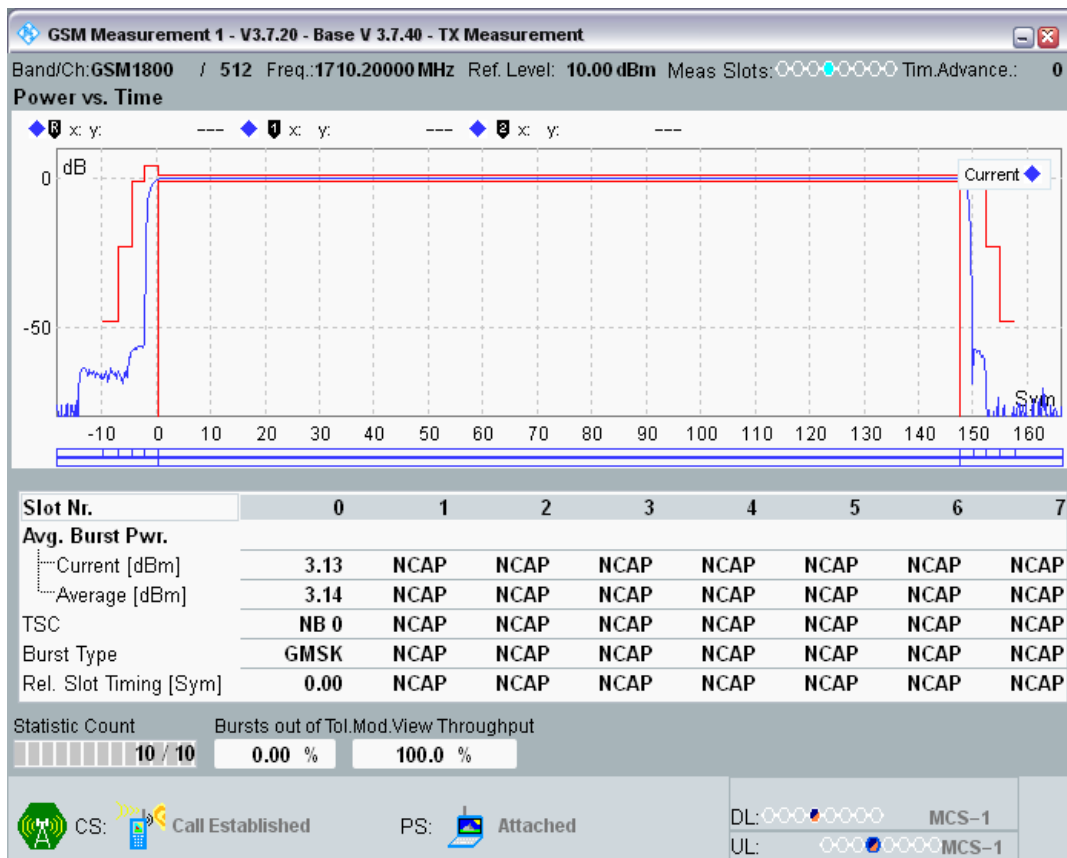 GSM Measurement 1 - V3.7.20 - Base V 3.7.40 - TX Measurement
Band/Ch:GSM1800 / 512 Freq.:1710.20000 MHz Ref. Level: 10.00 dBm Meas Slots: Tim.Advance.: 0
Power vs. Time
R x: y: --- 1 x: y: --- 2 x: y: ---
dB
Current
0
-50
Sym
-10 0 10 20 30 40 50 60 70 80 90 100 110 120 130 140 150 160
Slot Nr. 0 1 2 3 4 5 6 7
Avg. Burst Pwr.
Current [dBm] 3.13 NCAP NCAP NCAP NCAP NCAP NCAP NCAP
Average [dBm] 3.14 NCAP NCAP NCAP NCAP NCAP NCAP NCAP
TSC NB 0 NCAP NCAP NCAP NCAP NCAP NCAP NCAP
Burst Type GMSK NCAP NCAP NCAP NCAP NCAP NCAP NCAP
Rel. Slot Timing [Sym] 0.00 NCAP NCAP NCAP NCAP NCAP NCAP NCAP
Statistic Count Bursts out of Tol. Mod.View Throughput
10 / 10 0.00 % 100.0 %
CS: Call Established PS: Attached
DL: MCS-1
UL: MCS-1